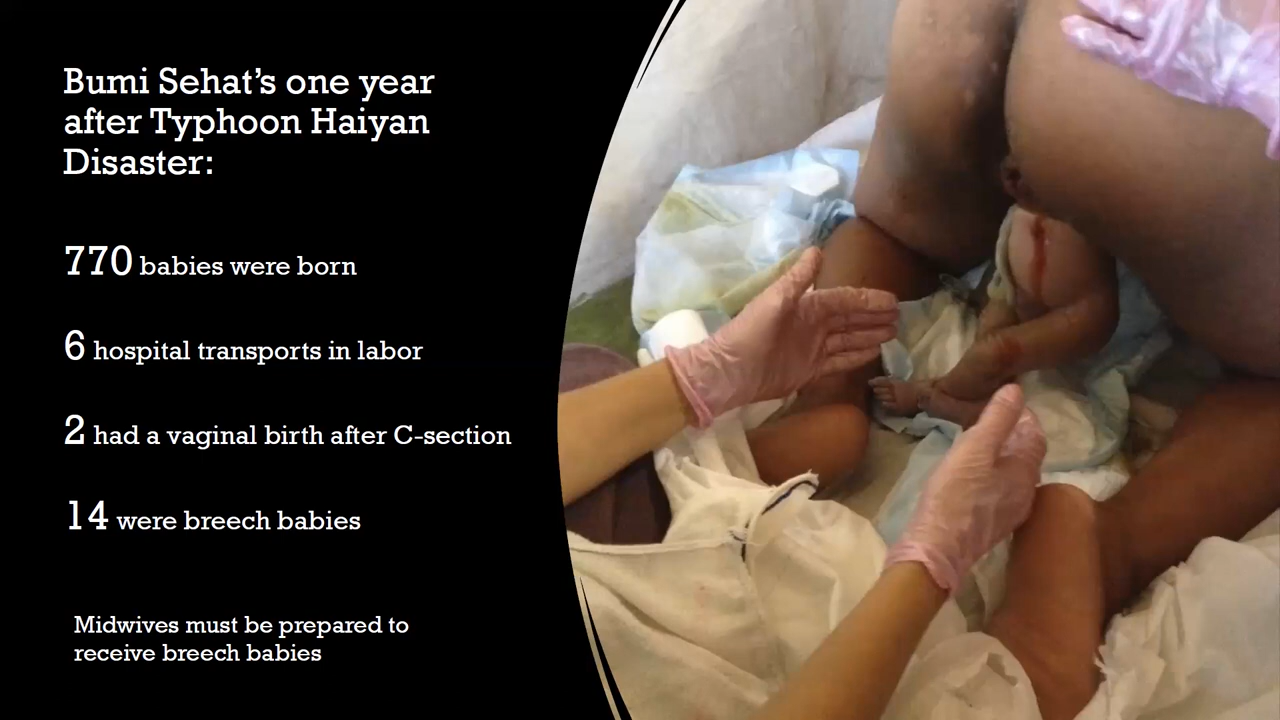 Bumi Sehat’s one year
after Typhoon Haiyan
Disaster:
770 babies were born
6 hospital transports in labor
2 had a vaginal birth after C-section
14 were breech babies
Midwives must be prepared to
receive breech babies